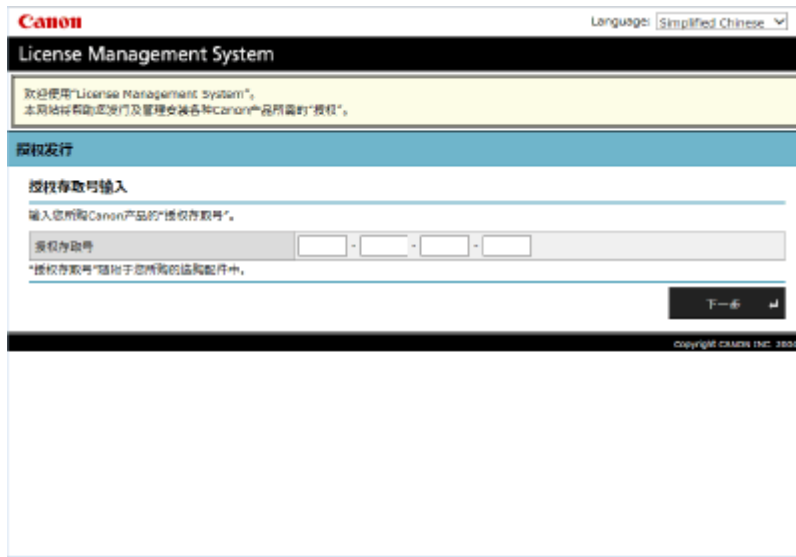 Canon
Language: Simplified Chinese
License Management System
欢迎使用"License Management System"。
本网站将帮助您发行及管理安装各种Canon产品所需的"授权"。
授权发行
授权存取号输入
输入您所购Canon产品的"授权存取号"。
授权存取号
- - -
"授权存取号"随附于您所购的选购配件中。
下一步
Copyright CANON INC.